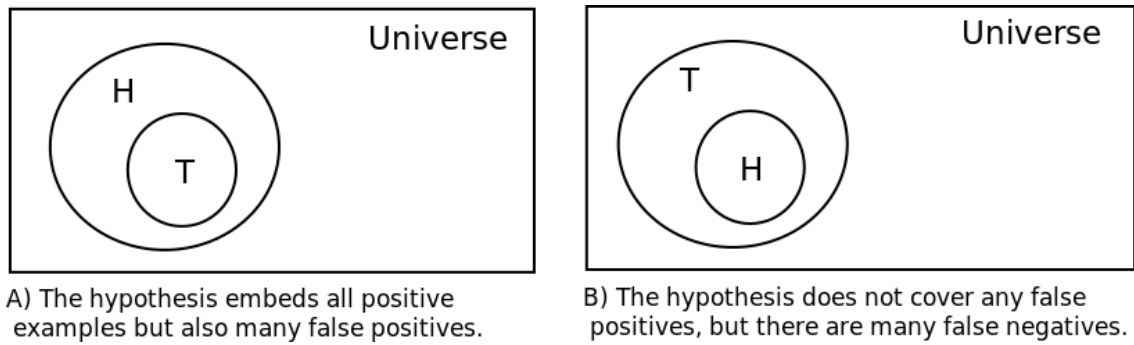 Universe
H
T
A) The hypothesis embeds all positive
examples but also many false positives.
Universe
T
H
B) The hypothesis does not cover any false
positives, but there are many false negatives.